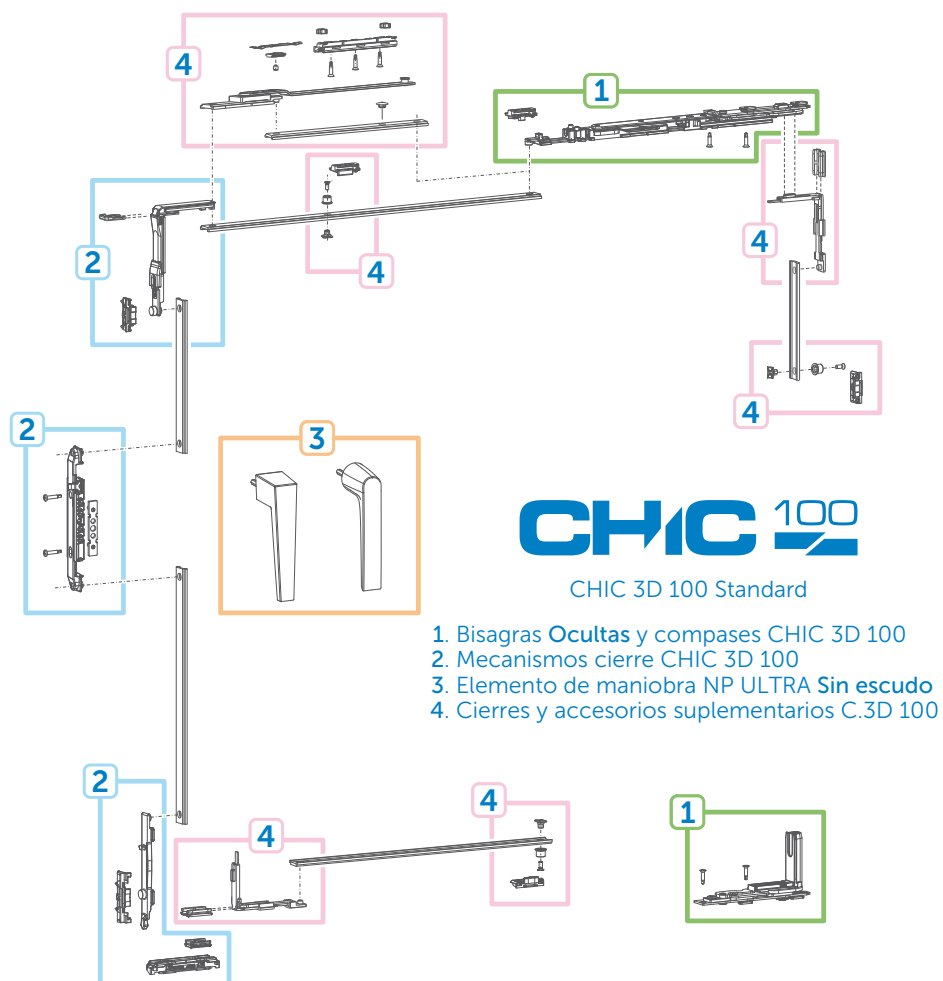 4
1
2
4
4
4
2
3
CHIC 100
CHIC 3D 100 Standard
1. Bisagras Ocultas y compases CHIC 3D 100
2. Mecanismos cierre CHIC 3D 100
3. Elemento de maniobra NP ULTRA Sin escudo
4. Cierres y accesorios suplementarios C.3D 100
2
4
4
1